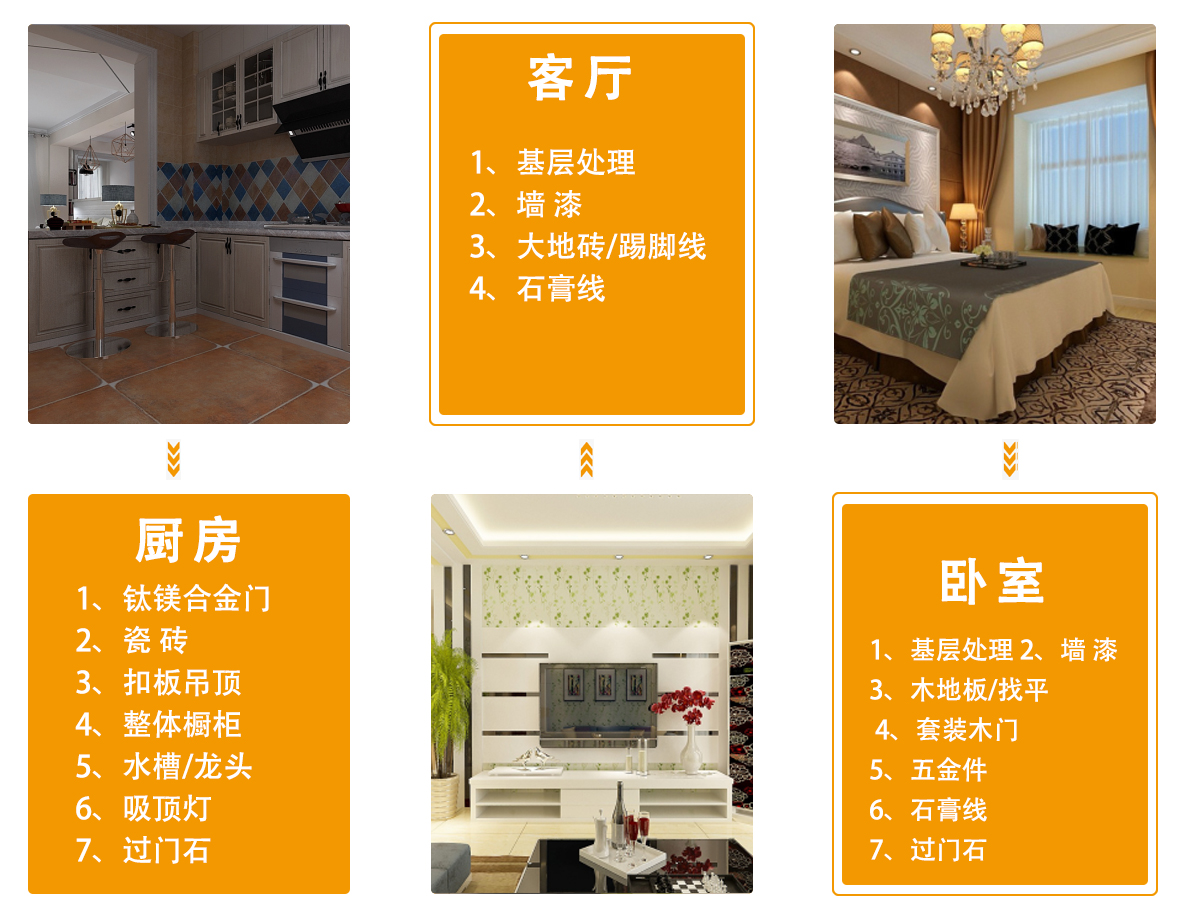 客厅
1、基层处理
2、墙 漆
3、大地砖/踢脚线
4、石膏线
厨房
1、钛镁合金门
2、瓷 砖
3、扣板吊顶
4、整体橱柜
5、水槽/龙头
6、吸顶灯
7、过门石
卧室
1、基层处理 2、墙 漆
3、木地板/找平
4、套装木门
5、五金件
6、石膏线
7、过门石